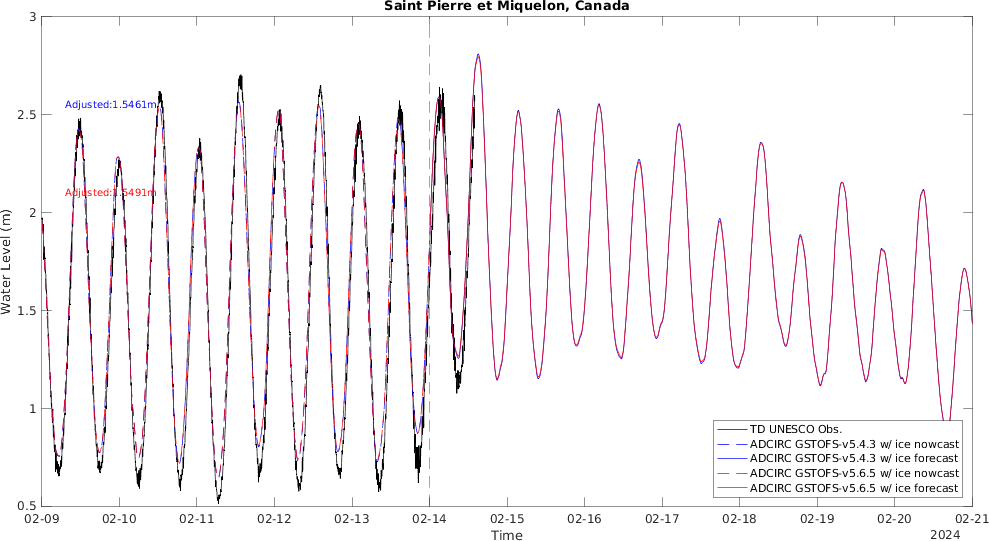 Saint Pierre et Miquelon, Canada
3
2.5
2
1.5
1
0.5
Water Level (m)
Adjusted:1.5461m
Adjusted:1.5491m
TD UNESCO Obs.
ADCIRC GSTOFS-v5.4.3 w/ ice nowcast
ADCIRC GSTOFS-v5.4.3 w/ ice forecast
ADCIRC GSTOFS-v5.6.5 w/ ice nowcast
ADCIRC GSTOFS-v5.6.5 w/ ice forecast
02-09 02-10 02-11 02-12 02-13 02-14 02-15 02-16 02-17 02-18 02-19 02-20 02-21
Time
2024